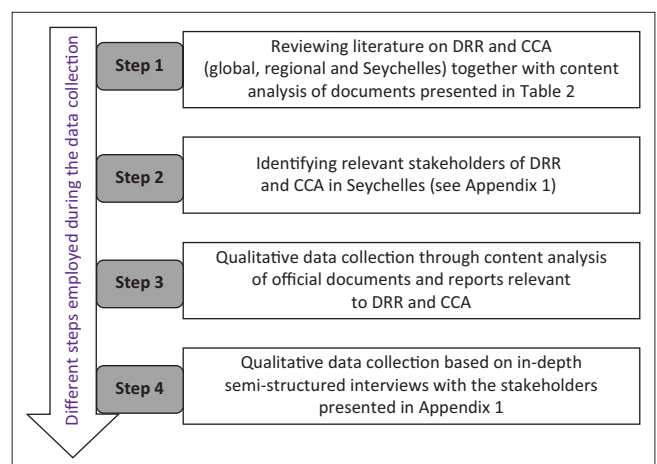 Different steps employed during the data collection
Step 1
Reviewing literature on DRR and CCA
(global, regional and Seychelles) together with content
analysis of documents presented in Table 2
Step 2
Identifying relevant stakeholders of DRR
and CCA in Seychelles (see Appendix 1)
Step 3
Qualitative data collection through content analysis
of official documents and reports relevant
to DRR and CCA
Step 4
Qualitative data collection based on in-depth
semi-structured interviews with the stakeholders
presented in Appendix 1